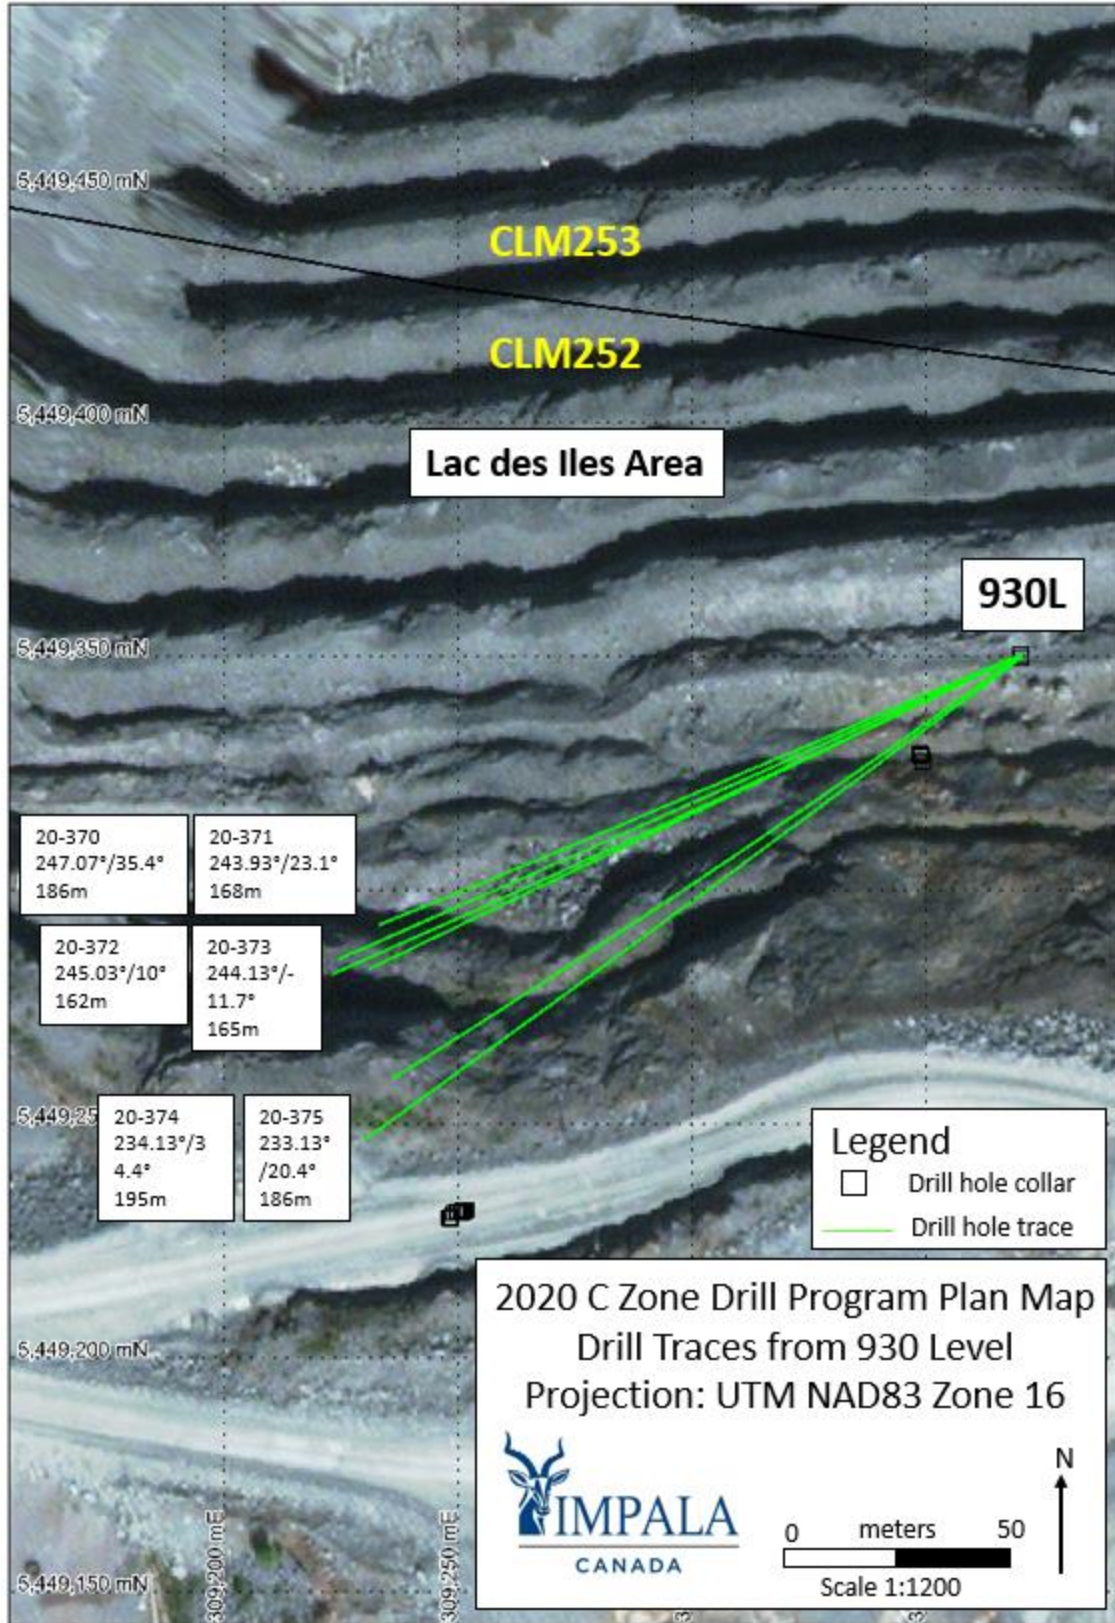 5,449,450 mN
CLM253
CLM252
5,449,400 mN
Lac des Iles Area
930L
5,449,350 mN
20-370
247.07°/35.4°
186m
20-371
243.93°/23.1°
168m
20-372
245.03°/10°
162m
20-373
244.13°/-
11.7°
165m
5,449,25
20-374
234.13°/3
4.4°
195m
20-375
233.13°
/20.4°
186m
Legend
Drill hole collar
Drill hole trace
5,449,200 mN
2020 C Zone Drill Program Plan Map
Drill Traces from 930 Level
Projection: UTM NAD83 Zone 16
IMPALA
CANADA
N
0 meters 50
Scale 1:1200
5,449,150 mN
309,200 mE
309,250 mE